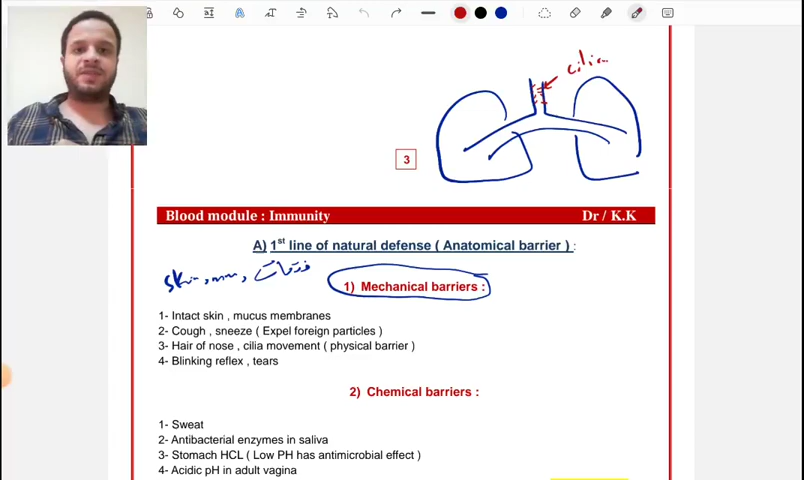 cilia
3
Blood module : Immunity Dr / K.K
A) 1st line of natural defense ( Anatomical barrier ) :
skin, mm,
1) Mechanical barriers :
1- Intact skin , mucus membranes
2- Cough , sneeze ( Expel foreign particles )
3- Hair of nose , cilia movement ( physical barrier )
4- Blinking reflex , tears
2) Chemical barriers :
1- Sweat
2- Antibacterial enzymes in saliva
3- Stomach HCL ( Low PH has antimicrobial effect )
4- Acidic pH in adult vagina